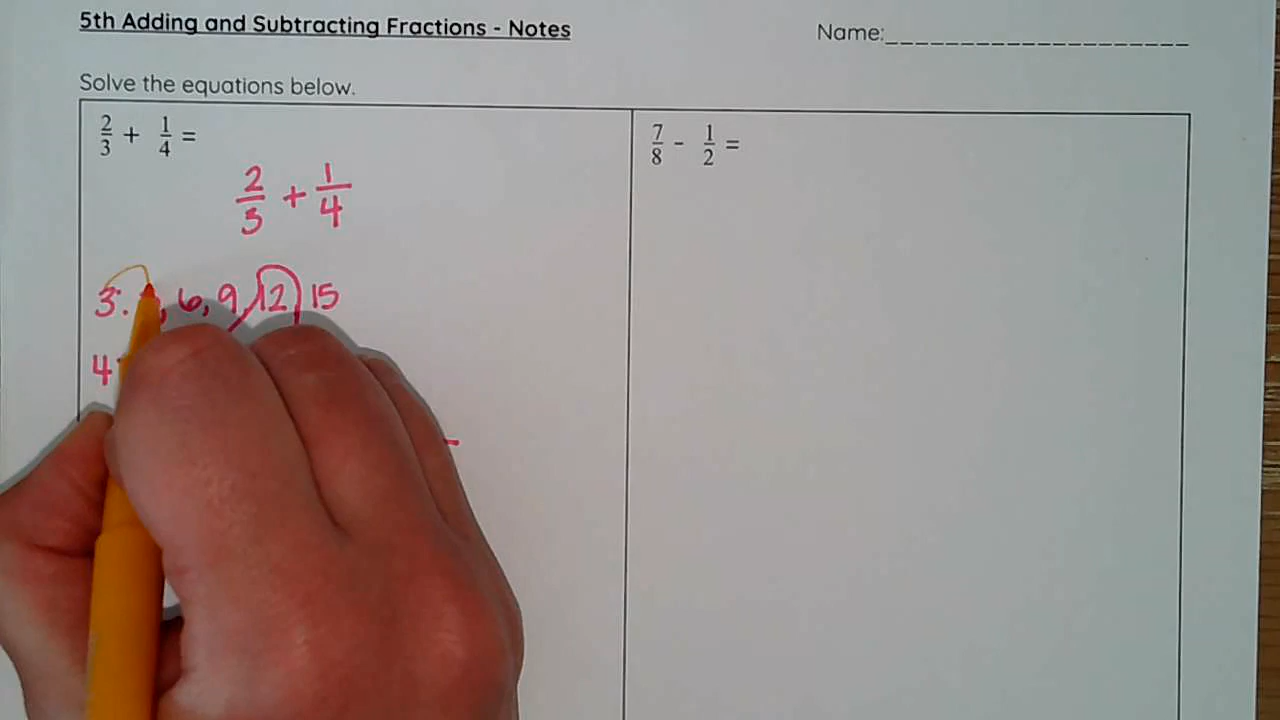 5th Adding and Subtracting Fractions - Notes
Name:____________________
Solve the equations below.
2/3 + 1/4 =
2/3 + 1/4
3: , 6, 9, 12, 15
4
7/8 - 1/2 =